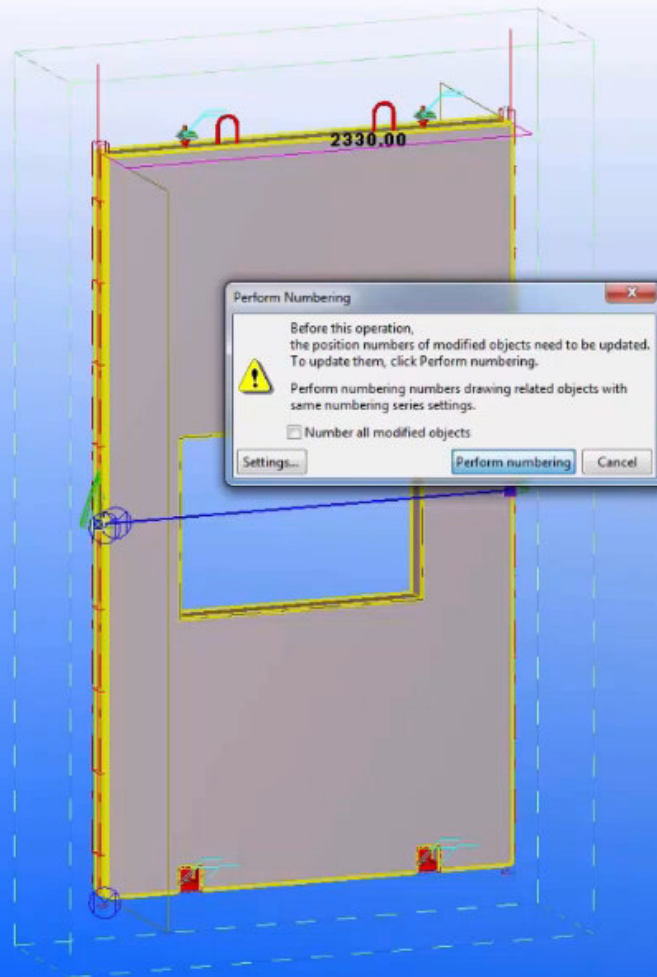 2330.00
Perform Numbering
Before this operation,
the position numbers of modified objects need to be updated.
To update them, click Perform numbering.
Perform numbering numbers drawing related objects with
same numbering series settings.
Number all modified objects
Settings...
Perform numbering
Cancel